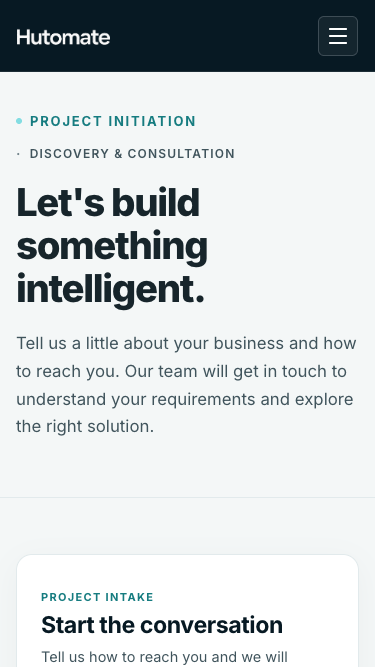 Hutomate
PROJECT INITIATION
· DISCOVERY & CONSULTATION
Let's build
something
intelligent.
Tell us a little about your business and how
to reach you. Our team will get in touch to
understand your requirements and explore
the right solution.
PROJECT INTAKE
Start the conversation
Tell us how to reach you and we will